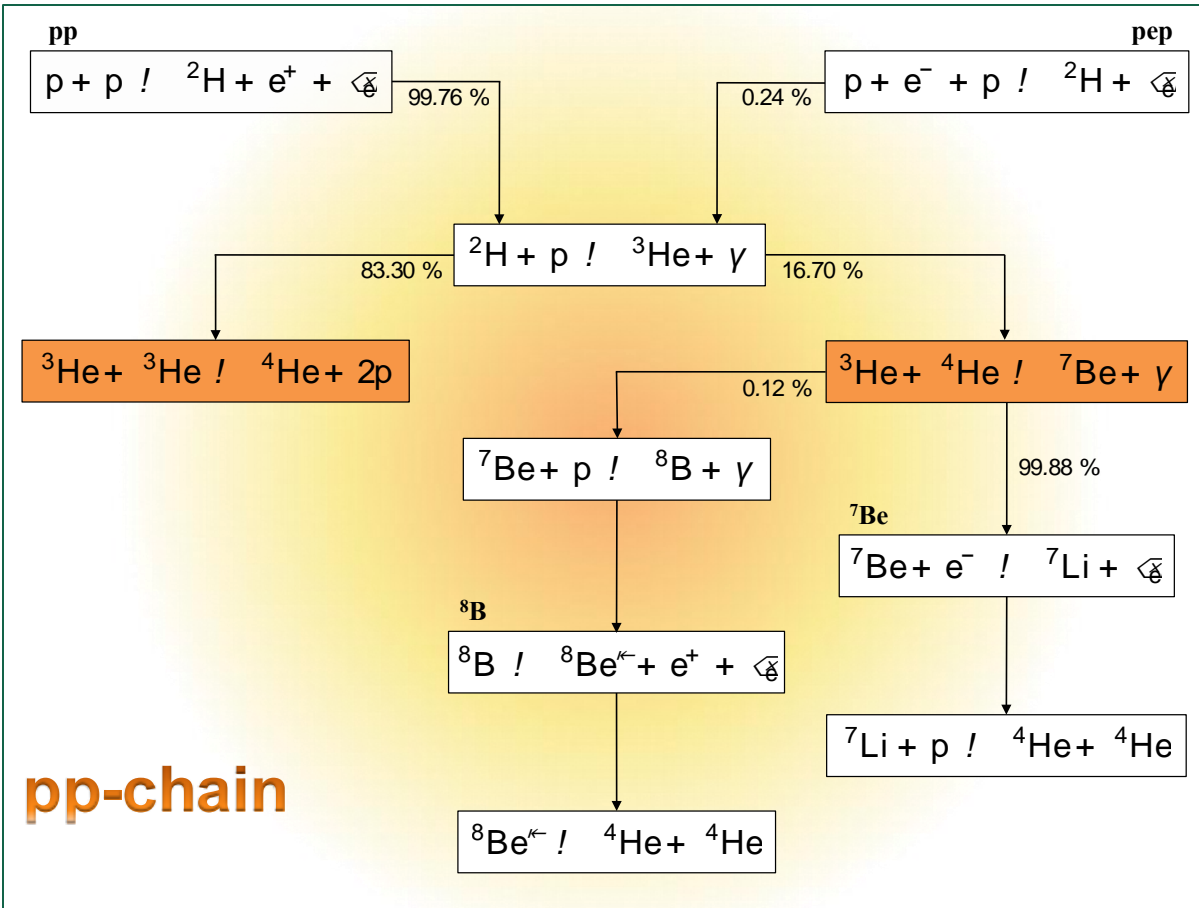 pp
pep
p + p ! ²H + e⁺ +
p + e⁻ + p ! ²H +
99.76 %
0.24 %
²H + p ! ³He + γ
83.30 %
16.70 %
³He + ³He ! ⁴He + 2p
³He + ⁴He ! ⁷Be + γ
0.12 %
⁷Be + p ! ⁸B + γ
99.88 %
⁷Be
⁷Be + e⁻ ! ⁷Li +
⁸B
⁸B ! ⁸Be + e⁺ +
⁷Li + p ! ⁴He + ⁴He
pp-chain
⁸Be ! ⁴He + ⁴He